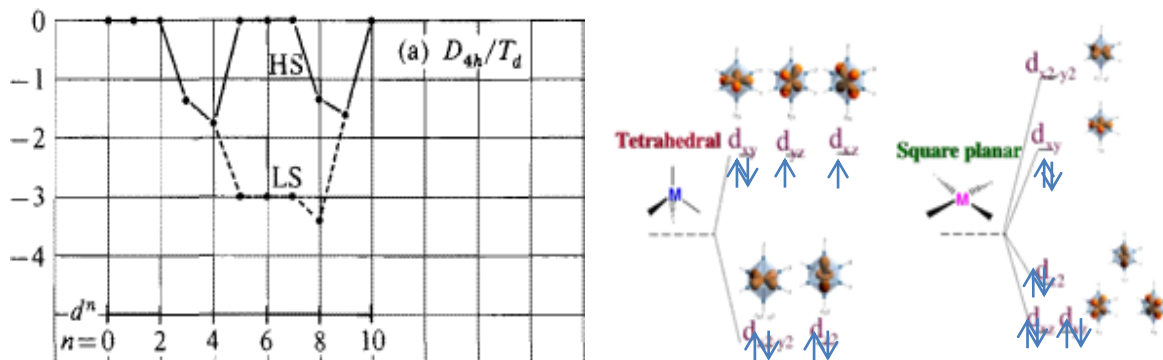 0
-1
-2
-3
-4
(a) D4h/Td
HS
LS
dⁿ
n=0 2 4 6 8 10
Tetrahedral
dxy dyz dxz
M
dx2-y2 dz2
Square planar
dx2-y2
dxy
M
dz2